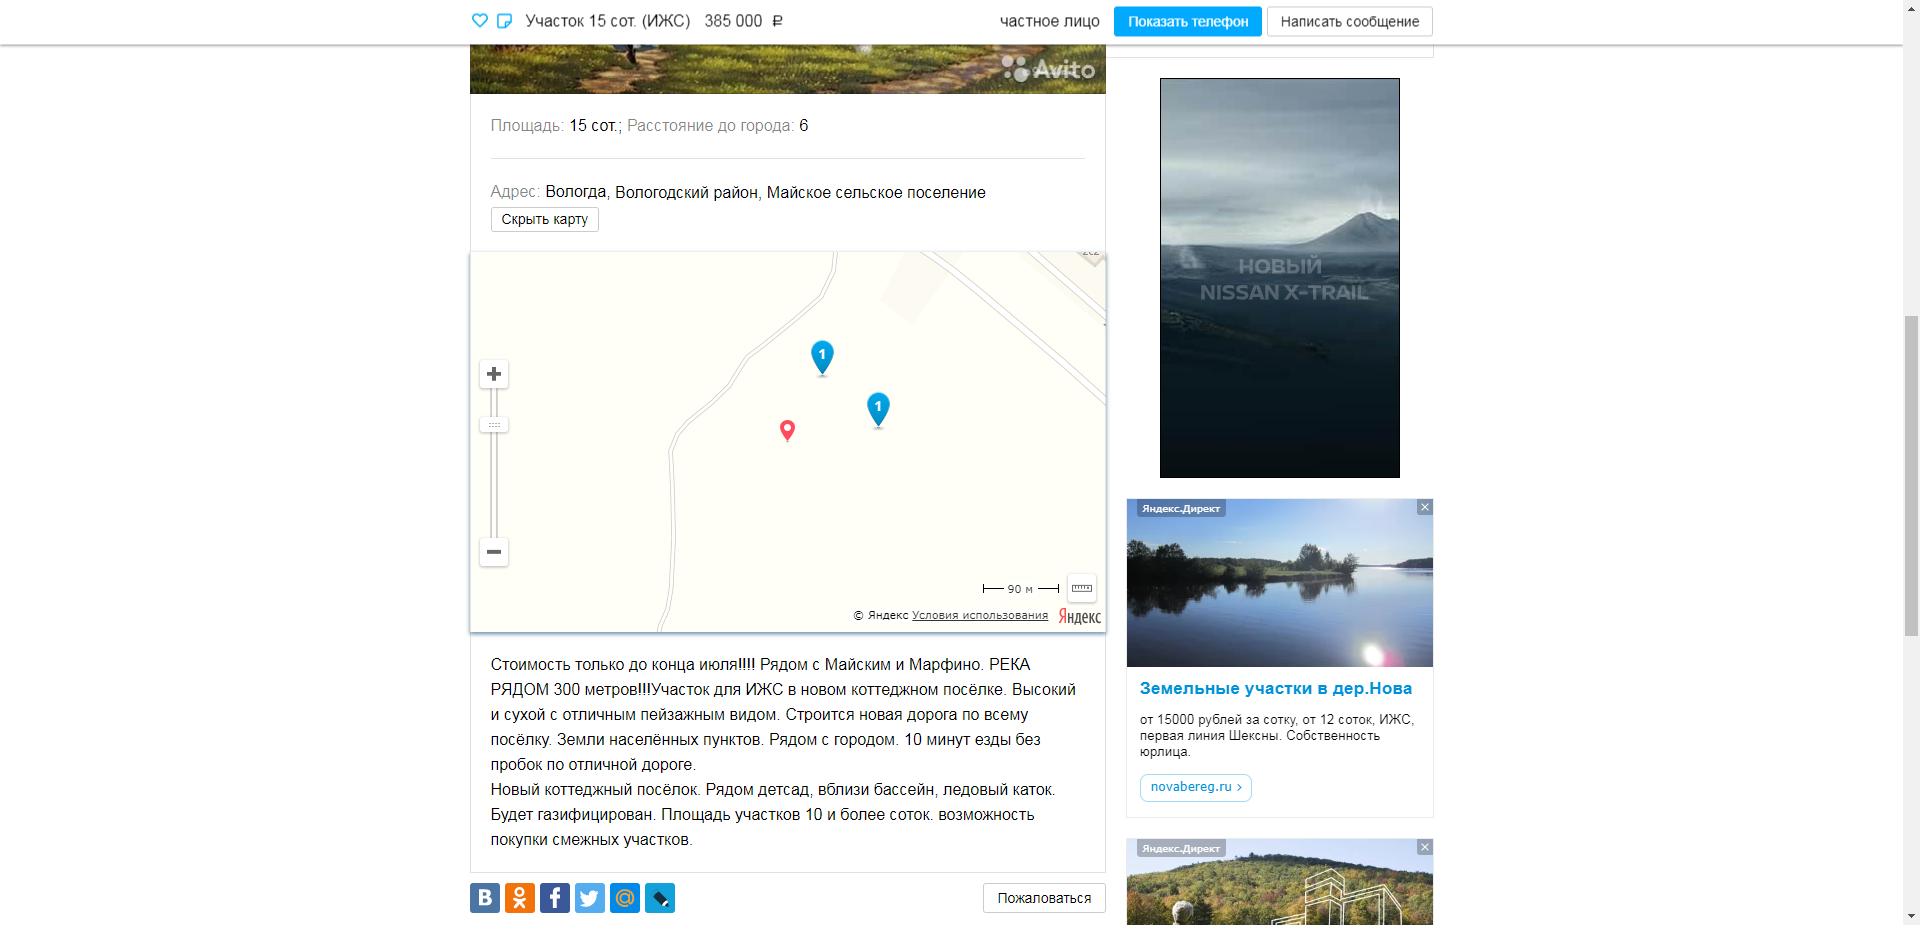 Участок 15 сот. (ИЖС) 385 000 ₽
частное лицо
Показать телефон
Написать сообщение
Avito
Площадь: 15 сот.; Расстояние до города: 6
Адрес: Вологда, Вологодский район, Майское сельское поселение
Скрыть карту
1
1
90 м
© Яндекс Условия использования Яндекс
Стоимость только до конца июля!!!! Рядом с Майским и Марфино. РЕКА
РЯДОМ 300 метров!!!Участок для ИЖС в новом коттеджном посёлке. Высокий
и сухой с отличным пейзажным видом. Строится новая дорога по всему
посёлку. Земли населённых пунктов. Рядом с городом. 10 минут езды без
пробок по отличной дороге.
Новый коттеджный посёлок. Рядом детсад, вблизи бассейн, ледовый каток.
Будет газифицирован. Площадь участков 10 и более соток. возможность
покупки смежных участков.
Пожаловаться
НОВЫЙ
NISSAN X-TRAIL
Яндекс.Директ
Земельные участки в дер.Нова
от 15000 рублей за сотку, от 12 соток, ИЖС,
первая линия Шексны. Собственность
юрлица.
novabereg.ru ›
Яндекс.Директ